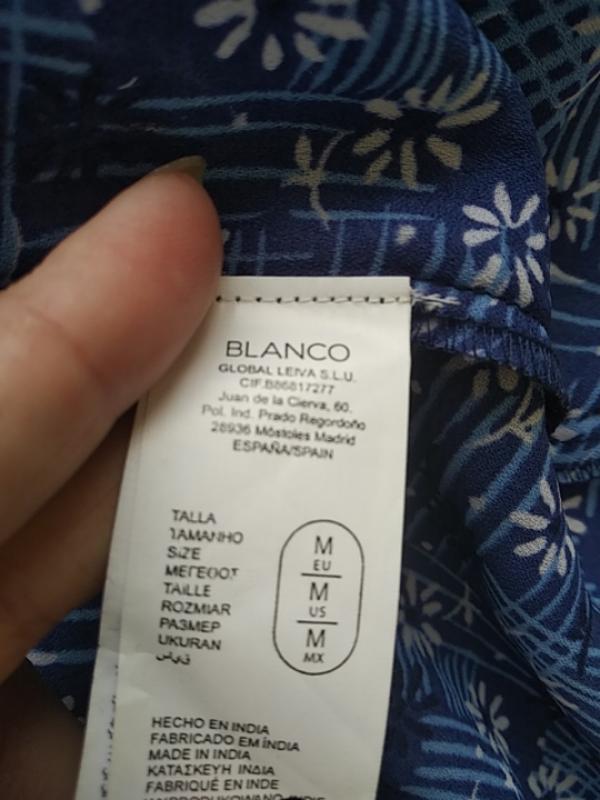 BLANCO
GLOBAL LEIVA S.L.U.
CIF.B86817277
Juan de la Cierva, 60.
Pol. Ind. Prado Regordoño
28936 Móstoles Madrid
ESPAÑA/SPAIN
TALLA
TAMANHO
SIZE
ΜΕΓΕΘΟΣ
TAILLE
ROZMIAR
РАЗМЕР
UKURAN
قياس
M
EU
M
US
M
MX
HECHO EN INDIA
FABRICADO EM ÍNDIA
MADE IN INDIA
ΚΑΤΑΣΚΕΥΗ ΙΝΔΙΑ
FABRIQUÉ EN INDE